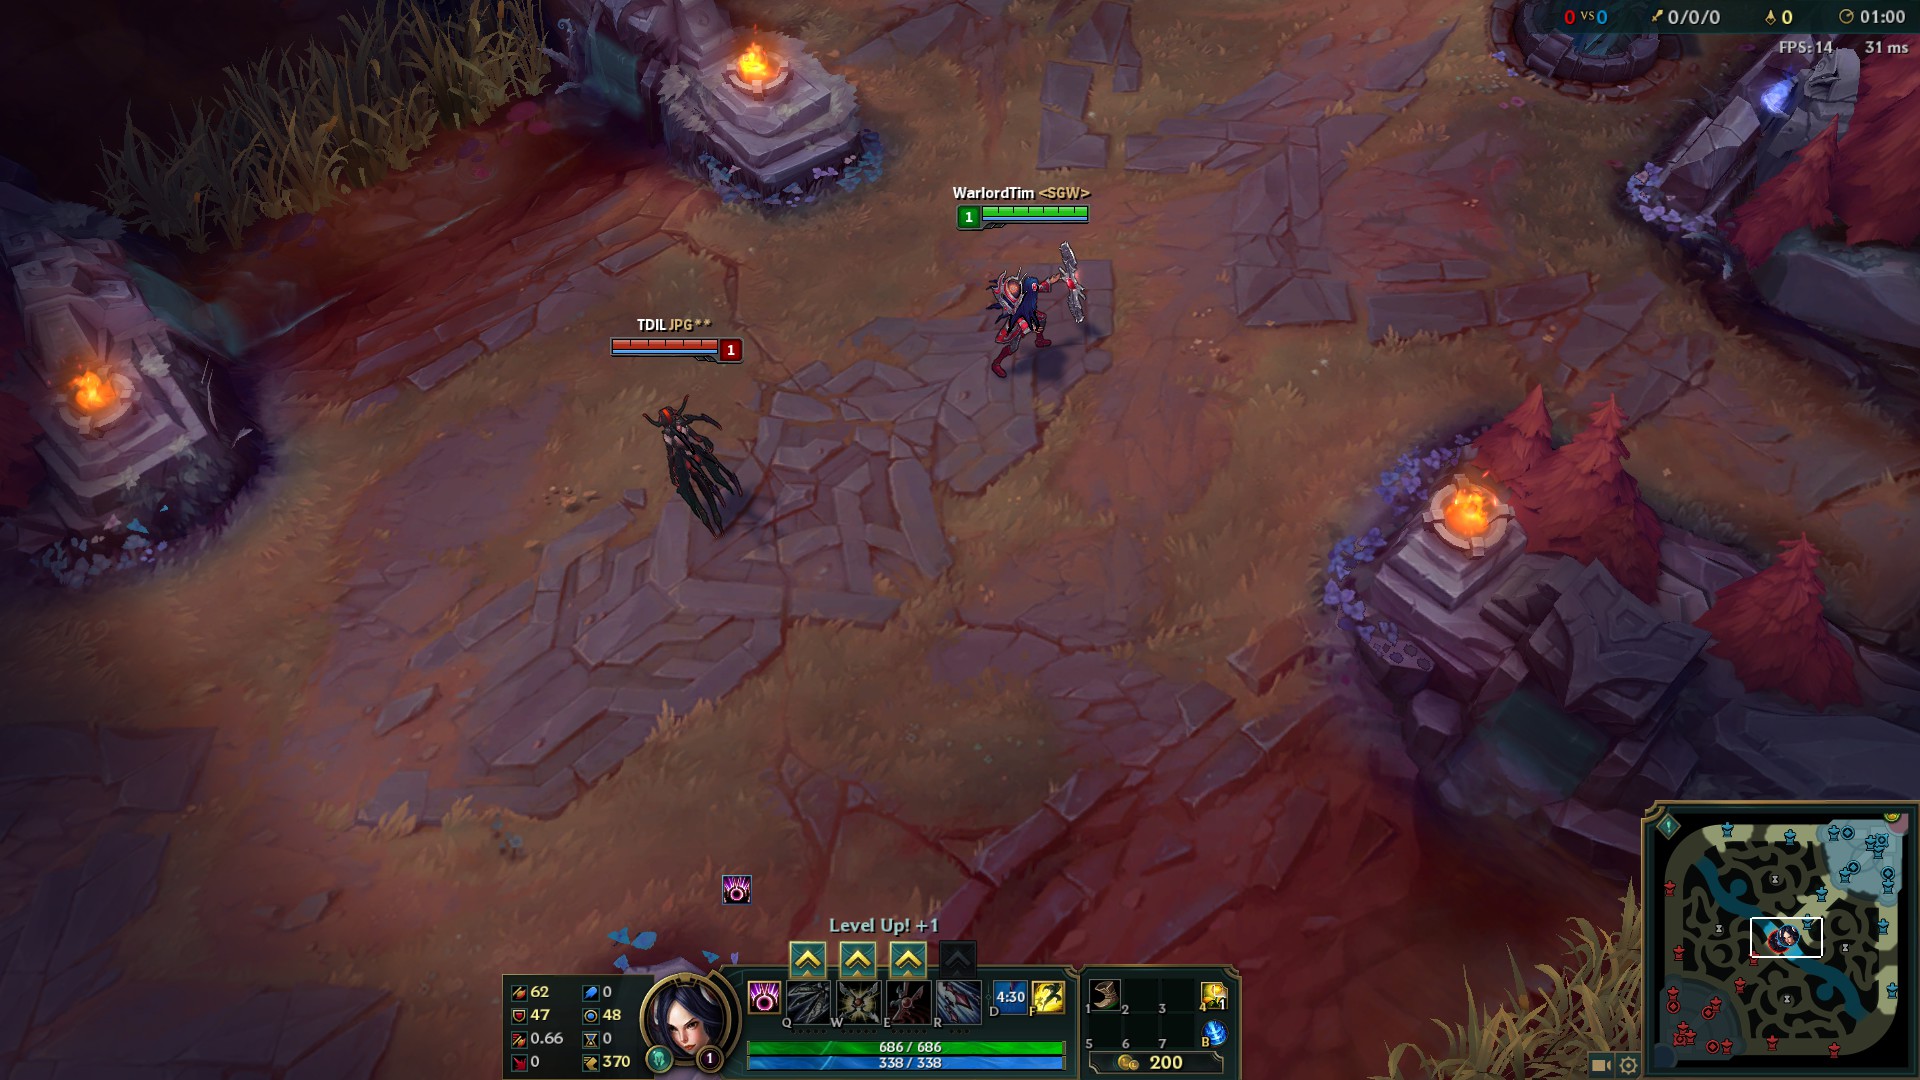 0 VS 0 0/0/0 0 01:00
FPS: 14 31 ms
WarlordTim <SGW>
1
TDIL JPG**
1
Level Up! +1
62 0
47 48
0.66 0
0 370
1
Q W E R
4:30
D F
686 / 686
338 / 338
1 2 3 4 1
5 6 7 B
200